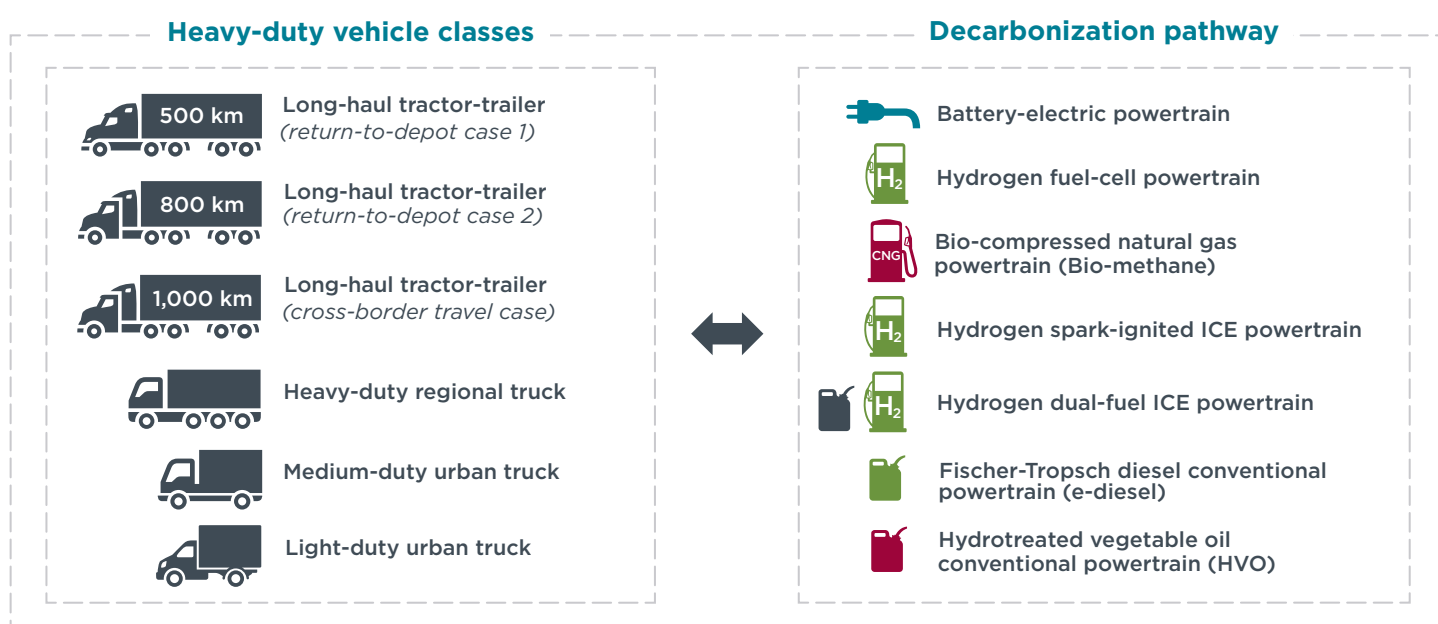 Heavy-duty vehicle classes
500 km
Long-haul tractor-trailer
(return-to-depot case 1)
800 km
Long-haul tractor-trailer
(return-to-depot case 2)
1,000 km
Long-haul tractor-trailer
(cross-border travel case)
Heavy-duty regional truck
Medium-duty urban truck
Light-duty urban truck
Decarbonization pathway
Battery-electric powertrain
H₂
Hydrogen fuel-cell powertrain
CNG
Bio-compressed natural gas
powertrain (Bio-methane)
H₂
Hydrogen spark-ignited ICE powertrain
H₂
Hydrogen dual-fuel ICE powertrain
Fischer-Tropsch diesel conventional
powertrain (e-diesel)
Hydrotreated vegetable oil
conventional powertrain (HVO)